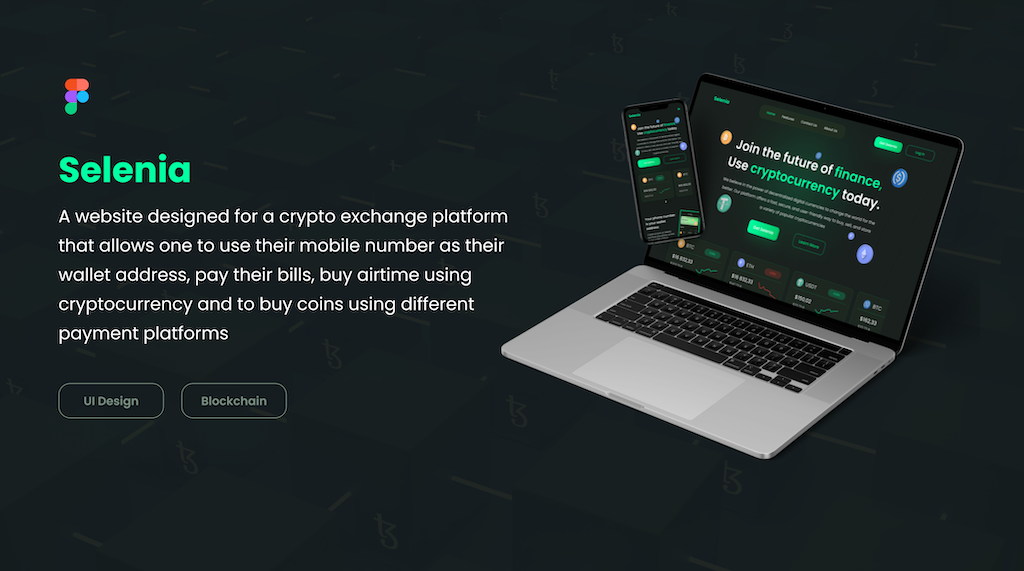 Selenia
A website designed for a crypto exchange platform
that allows one to use their mobile number as their
wallet address, pay their bills, buy airtime using
cryptocurrency and to buy coins using different
payment platforms
UI Design
Blockchain
Selenia
Join the future of finance,
Use cryptocurrency today.
BTC
ETH
USDT
BTC